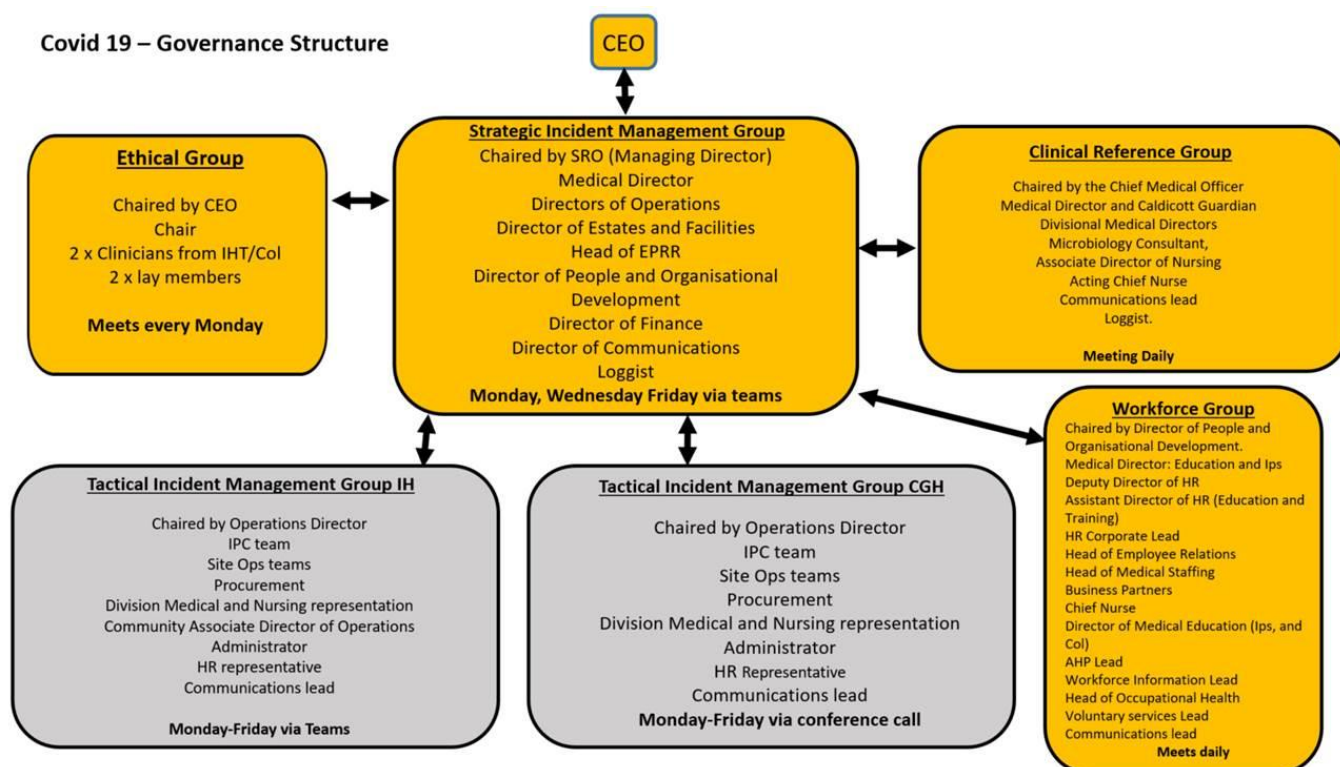 Covid 19 – Governance Structure
CEO
Ethical Group
Chaired by CEO
Chair
2 x Clinicians from IHT/Col
2 x lay members
Meets every Monday
Strategic Incident Management Group
Chaired by SRO (Managing Director)
Medical Director
Directors of Operations
Director of Estates and Facilities
Head of EPRR
Director of People and Organisational
Development
Director of Finance
Director of Communications
Loggist
Monday, Wednesday Friday via teams
Clinical Reference Group
Chaired by the Chief Medical Officer
Medical Director and Caldicott Guardian
Divisional Medical Directors
Microbiology Consultant,
Associate Director of Nursing
Acting Chief Nurse
Communications lead
Loggist.
Meeting Daily
Tactical Incident Management Group IH
Chaired by Operations Director
IPC team
Site Ops teams
Procurement
Division Medical and Nursing representation
Community Associate Director of Operations
Administrator
HR representative
Communications lead
Monday-Friday via Teams
Tactical Incident Management Group CGH
Chaired by Operations Director
IPC team
Site Ops teams
Procurement
Division Medical and Nursing representation
Administrator
HR Representative
Communications lead
Monday-Friday via conference call
Workforce Group
Chaired by Director of People and
Organisational Development.
Medical Director: Education and Ips
Deputy Director of HR
Assistant Director of HR (Education and
Training)
HR Corporate Lead
Head of Employee Relations
Head of Medical Staffing
Business Partners
Chief Nurse
Director of Medical Education (Ips, and
Col)
AHP Lead
Workforce Information Lead
Head of Occupational Health
Voluntary services Lead
Communications lead
Meets daily